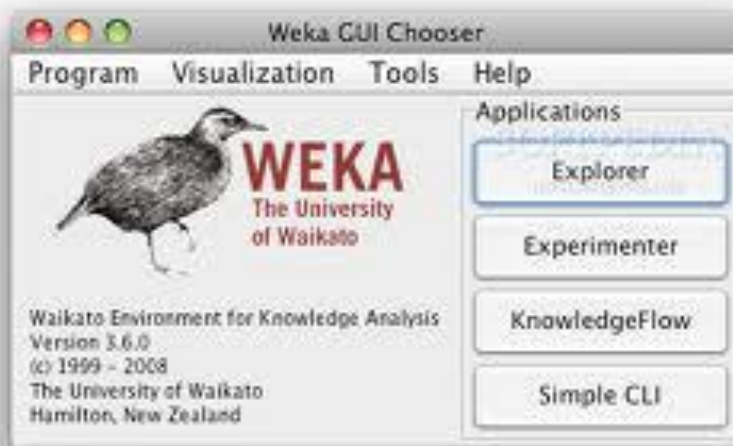 Weka GUI Chooser
Program Visualization Tools Help
WEKA
The University
of Waikato
Waikato Environment for Knowledge Analysis
Version 3.6.0
(c) 1999 - 2008
The University of Waikato
Hamilton, New Zealand
Applications
Explorer
Experimenter
KnowledgeFlow
Simple CLI